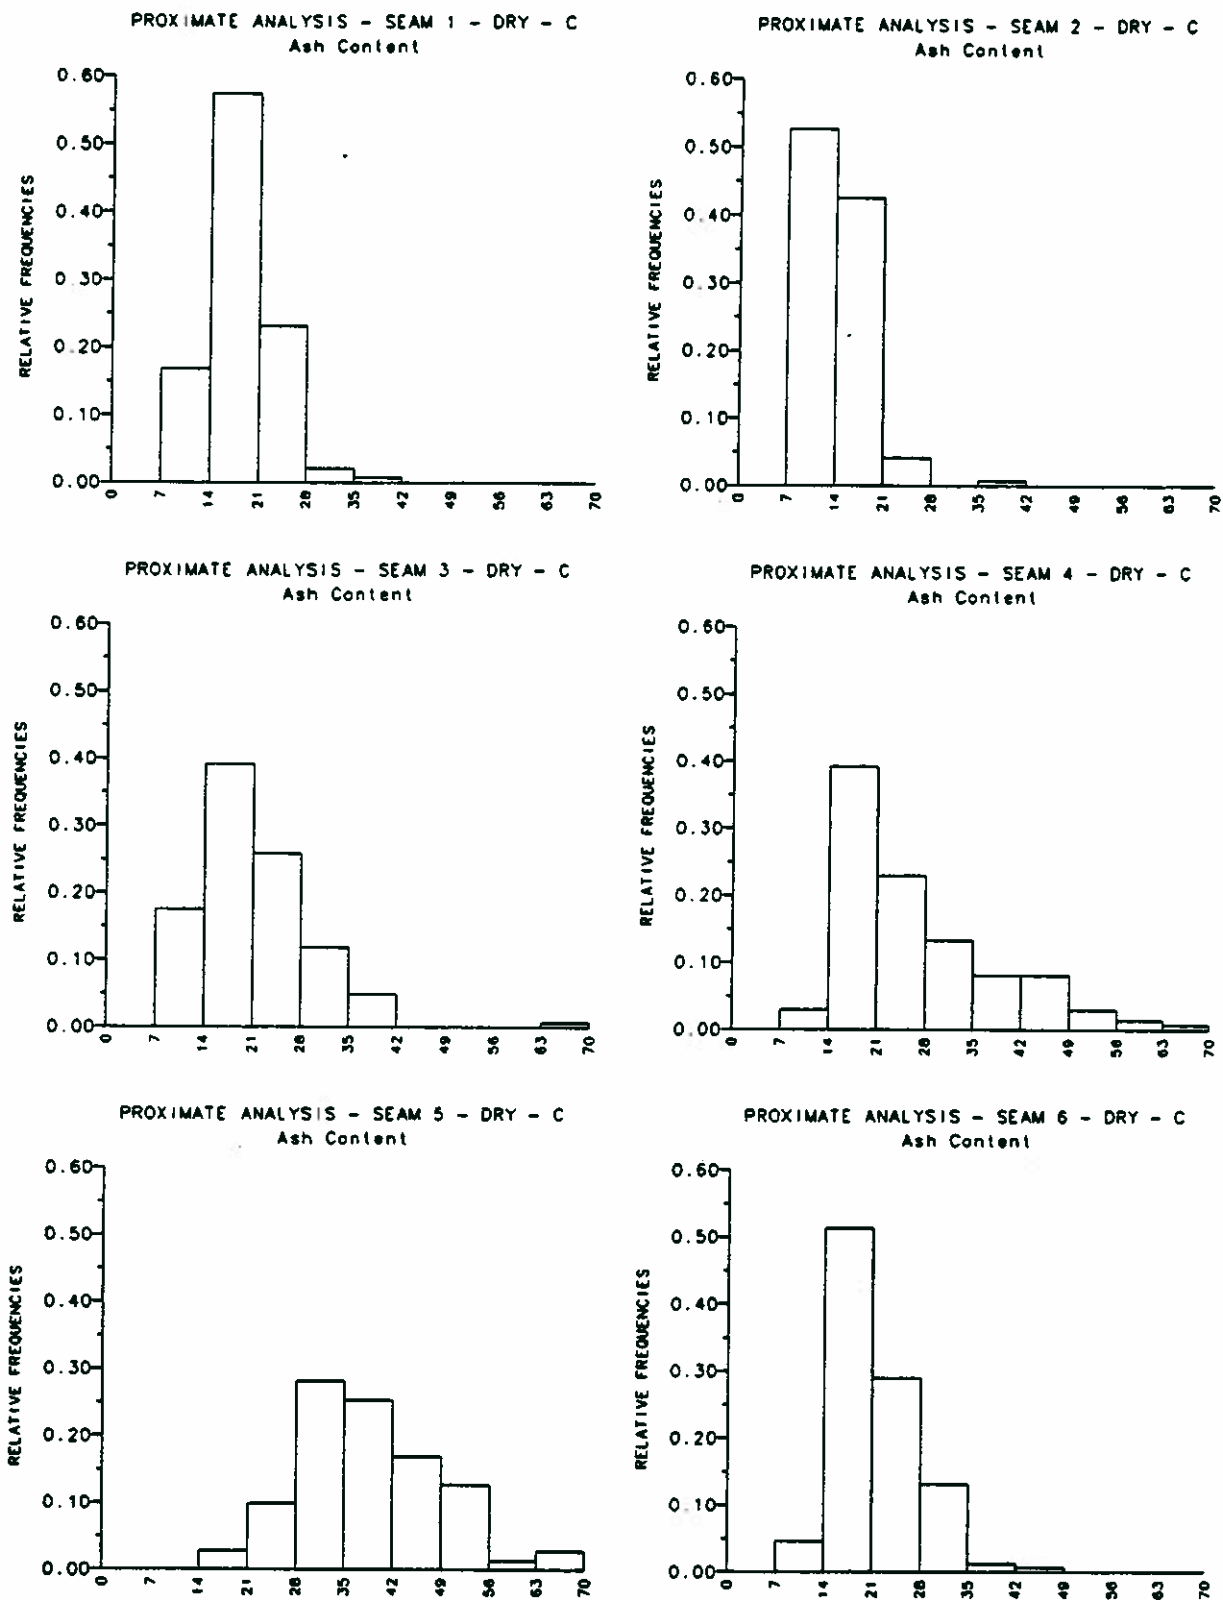 PROXIMATE ANALYSIS - SEAM 1 - DRY - C
Ash Content
0.60
0.50
0.40
0.30
0.20
0.10
0.00
RELATIVE FREQUENCIES
0 7 14 21 28 35 42 49 56 63 70
PROXIMATE ANALYSIS - SEAM 2 - DRY - C
Ash Content
0.60
0.50
0.40
0.30
0.20
0.10
0.00
RELATIVE FREQUENCIES
0 7 14 21 28 35 42 49 56 63 70
PROXIMATE ANALYSIS - SEAM 3 - DRY - C
Ash Content
0.60
0.50
0.40
0.30
0.20
0.10
0.00
RELATIVE FREQUENCIES
0 7 14 21 28 35 42 49 56 63 70
PROXIMATE ANALYSIS - SEAM 4 - DRY - C
Ash Content
0.60
0.50
0.40
0.30
0.20
0.10
0.00
RELATIVE FREQUENCIES
0 7 14 21 28 35 42 49 56 63 70
PROXIMATE ANALYSIS - SEAM 5 - DRY - C
Ash Content
0.60
0.50
0.40
0.30
0.20
0.10
0.00
RELATIVE FREQUENCIES
0 7 14 21 28 35 42 49 56 63 70
PROXIMATE ANALYSIS - SEAM 6 - DRY - C
Ash Content
0.60
0.50
0.40
0.30
0.20
0.10
0.00
RELATIVE FREQUENCIES
0 7 14 21 28 35 42 49 56 63 70